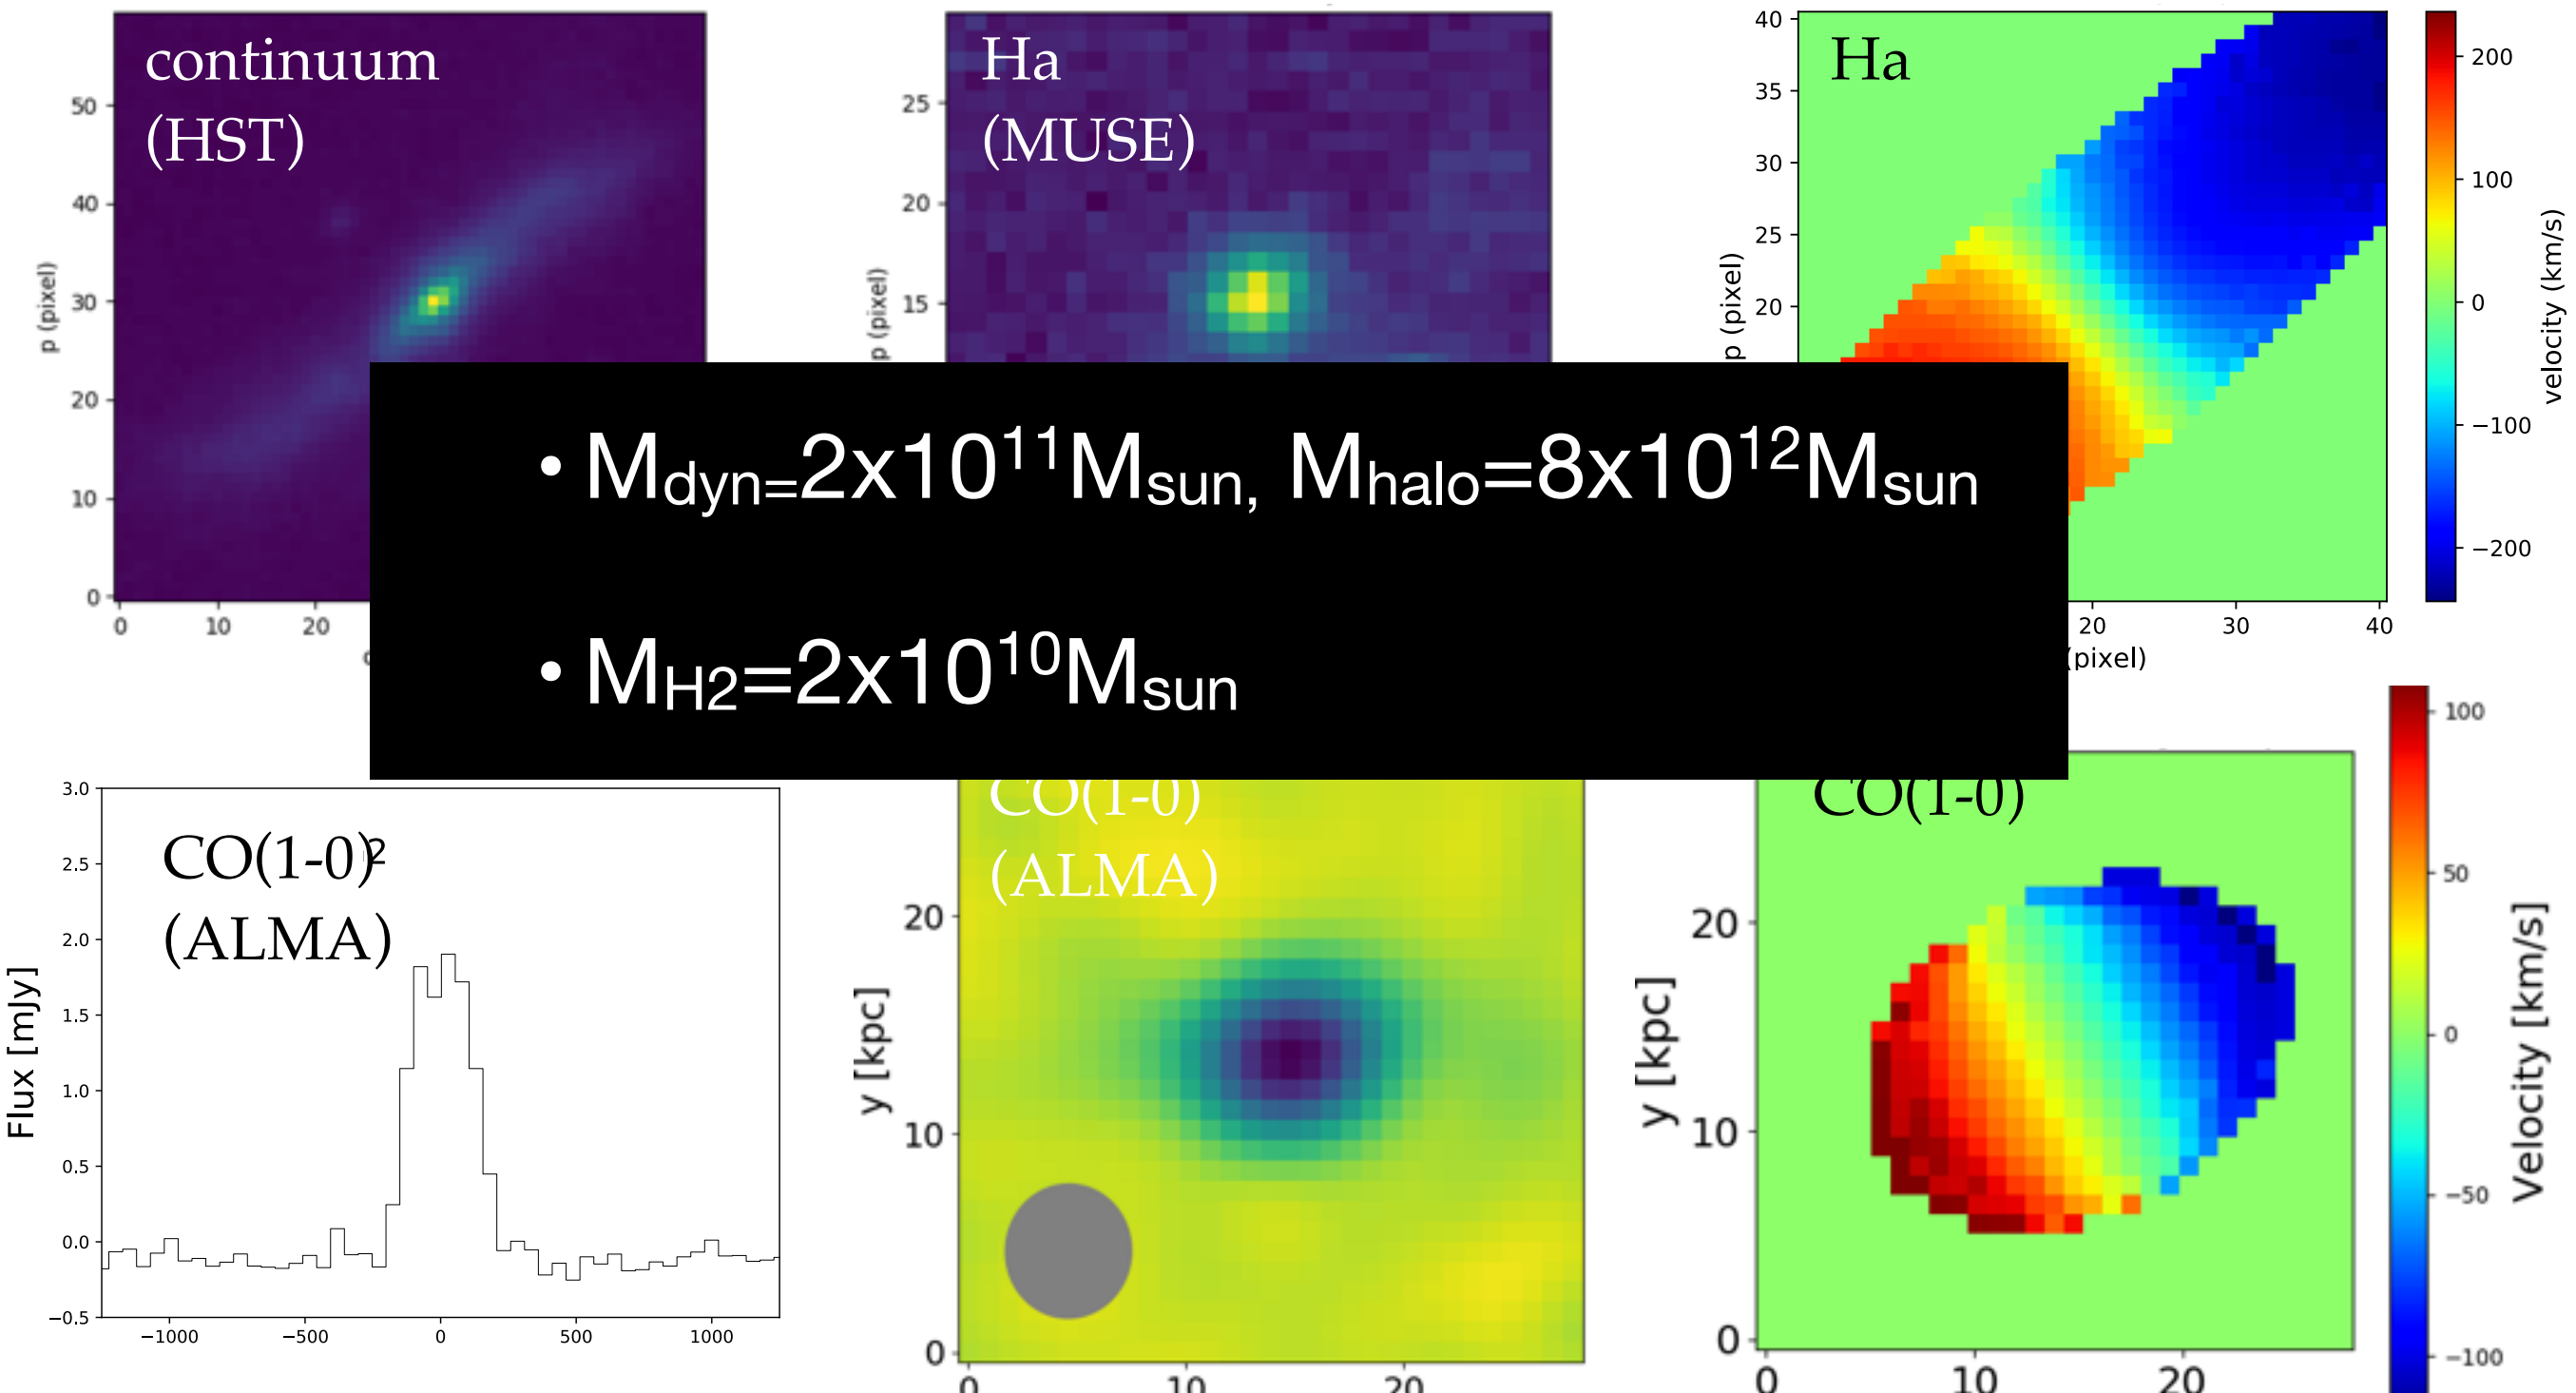 continuum
(HST)
50
40
30
20
10
0
p (pixel)
0 10 20
Ha
(MUSE)
25
20
15
p (pixel)
Ha
40
35
30
25
20
p (pixel)
20 30 40
(pixel)
200
100
0
−100
−200
velocity (km/s)
• Mdyn=2x10¹¹Msun, Mhalo=8x10¹²Msun
• MH2=2x10¹⁰Msun
CO(1-0)
(ALMA)
3.0
2.5
2.0
1.5
1.0
0.5
0.0
−0.5
Flux [mJy]
−1000 −500 0 500 1000
CO(1-0)
(ALMA)
20
10
0
y [kpc]
0 10 20
CO(1-0)
20
10
0
y [kpc]
0 10 20
100
50
0
−50
−100
Velocity [km/s]